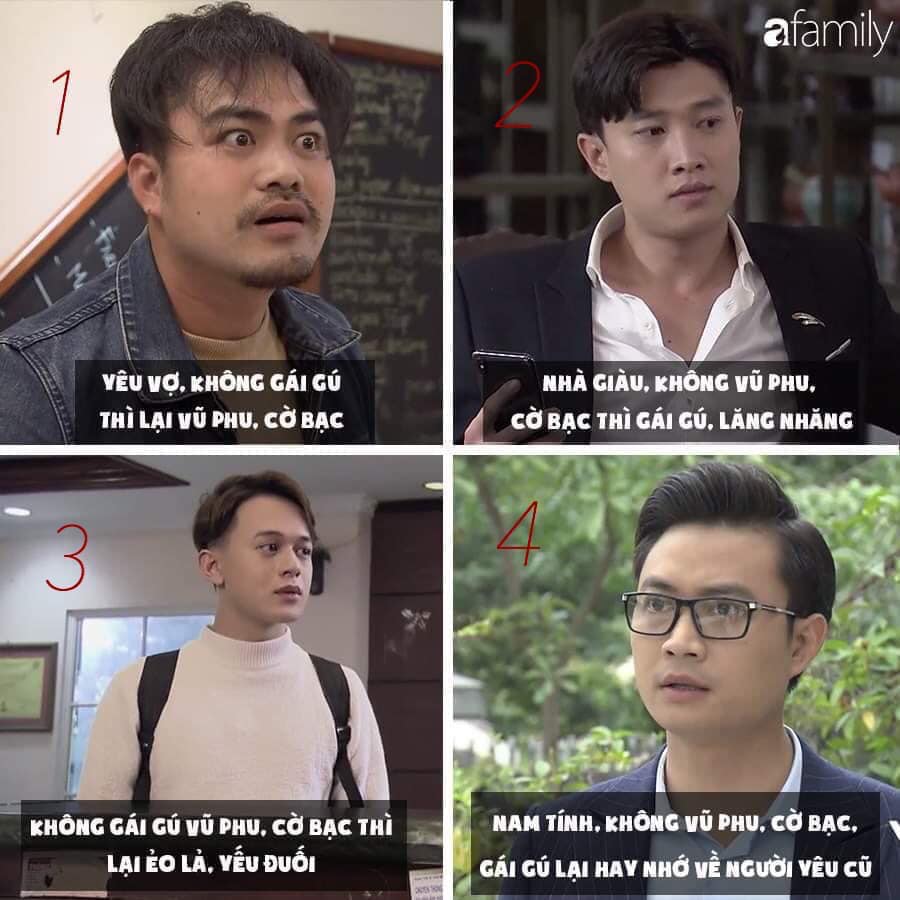 afamily
1
2
YÊU VỢ, KHÔNG GÁI GÚ
THÌ LẠI VŨ PHU, CỜ BẠC
NHÀ GIÀU, KHÔNG VŨ PHU,
CỜ BẠC THÌ GÁI GÚ, LĂNG NHĂNG
3
4
KHÔNG GÁI GÚ VŨ PHU, CỜ BẠC THÌ
LẠI ẺO LẢ, YẾU ĐUỐI
NAM TÍNH, KHÔNG VŨ PHU, CỜ BẠC,
GÁI GÚ LẠI HAY NHỚ VỀ NGƯỜI YÊU CŨ